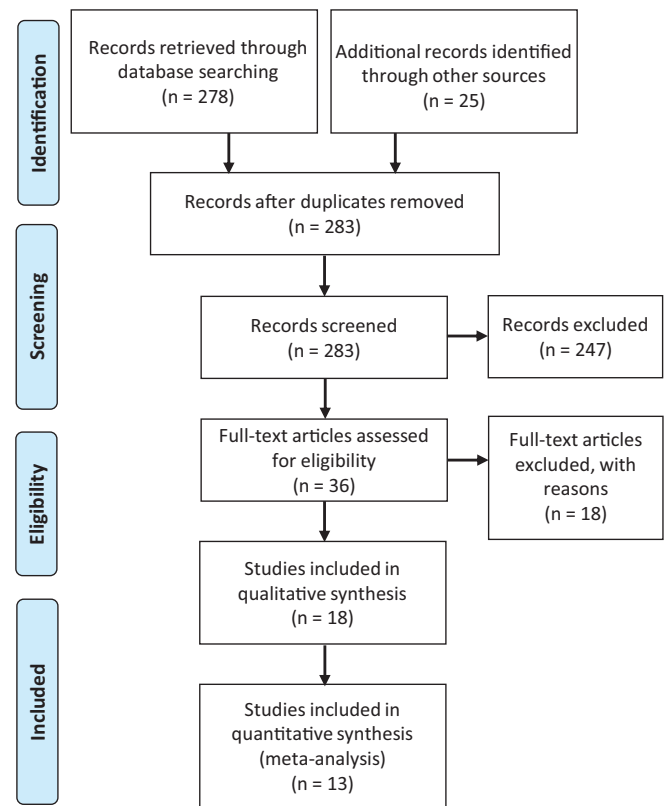 Identification
Records retrieved through
database searching
(n = 278)
Additional records identified
through other sources
(n = 25)
Records after duplicates removed
(n = 283)
Screening
Records screened
(n = 283)
Records excluded
(n = 247)
Eligibility
Full-text articles assessed
for eligibility
(n = 36)
Full-text articles
excluded, with
reasons
(n = 18)
Studies included in
qualitative synthesis
(n = 18)
Included
Studies included in
quantitative synthesis
(meta-analysis)
(n = 13)